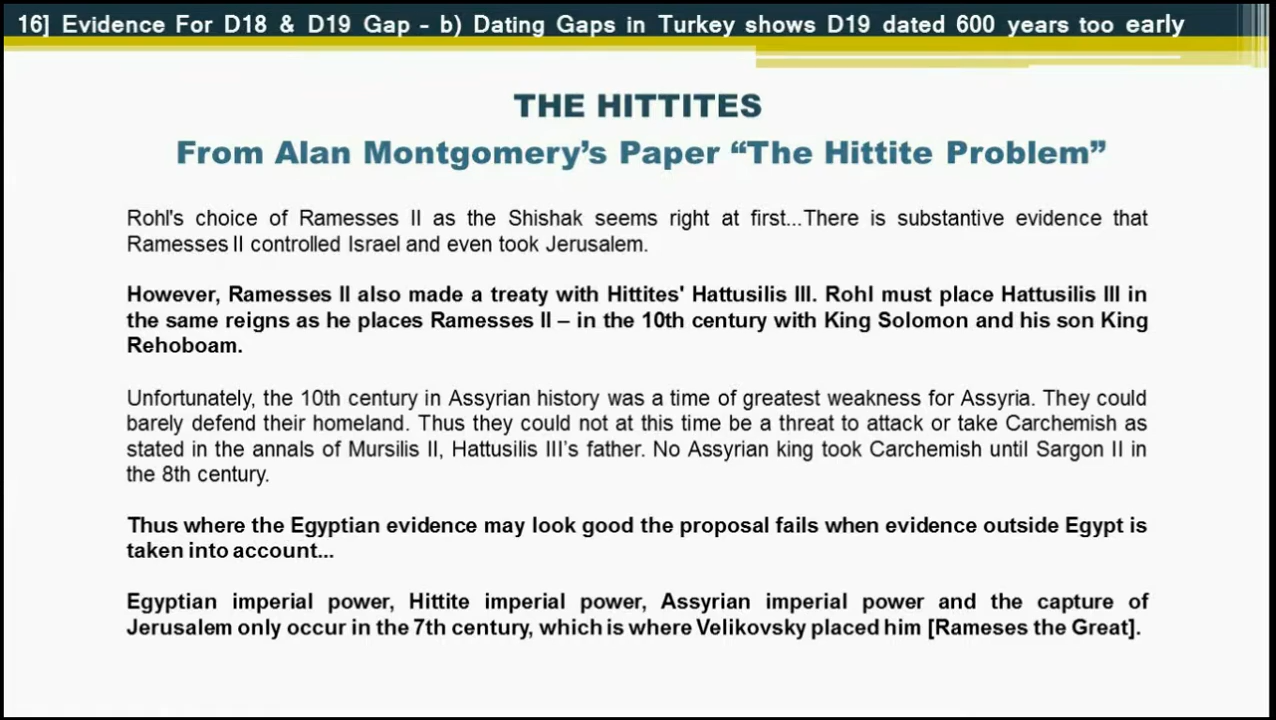 16] Evidence For D18 & D19 Gap – b) Dating Gaps in Turkey shows D19 dated 600 years too early
THE HITTITES
From Alan Montgomery's Paper “The Hittite Problem”
Rohl's choice of Ramesses II as the Shishak seems right at first...There is substantive evidence that
Ramesses II controlled Israel and even took Jerusalem.
However, Ramesses II also made a treaty with Hittites' Hattusilis III. Rohl must place Hattusilis III in
the same reigns as he places Ramesses II – in the 10th century with King Solomon and his son King
Rehoboam.
Unfortunately, the 10th century in Assyrian history was a time of greatest weakness for Assyria. They could
barely defend their homeland. Thus they could not at this time be a threat to attack or take Carchemish as
stated in the annals of Mursilis II, Hattusilis III’s father. No Assyrian king took Carchemish until Sargon II in
the 8th century.
Thus where the Egyptian evidence may look good the proposal fails when evidence outside Egypt is
taken into account...
Egyptian imperial power, Hittite imperial power, Assyrian imperial power and the capture of
Jerusalem only occur in the 7th century, which is where Velikovsky placed him [Rameses the Great].